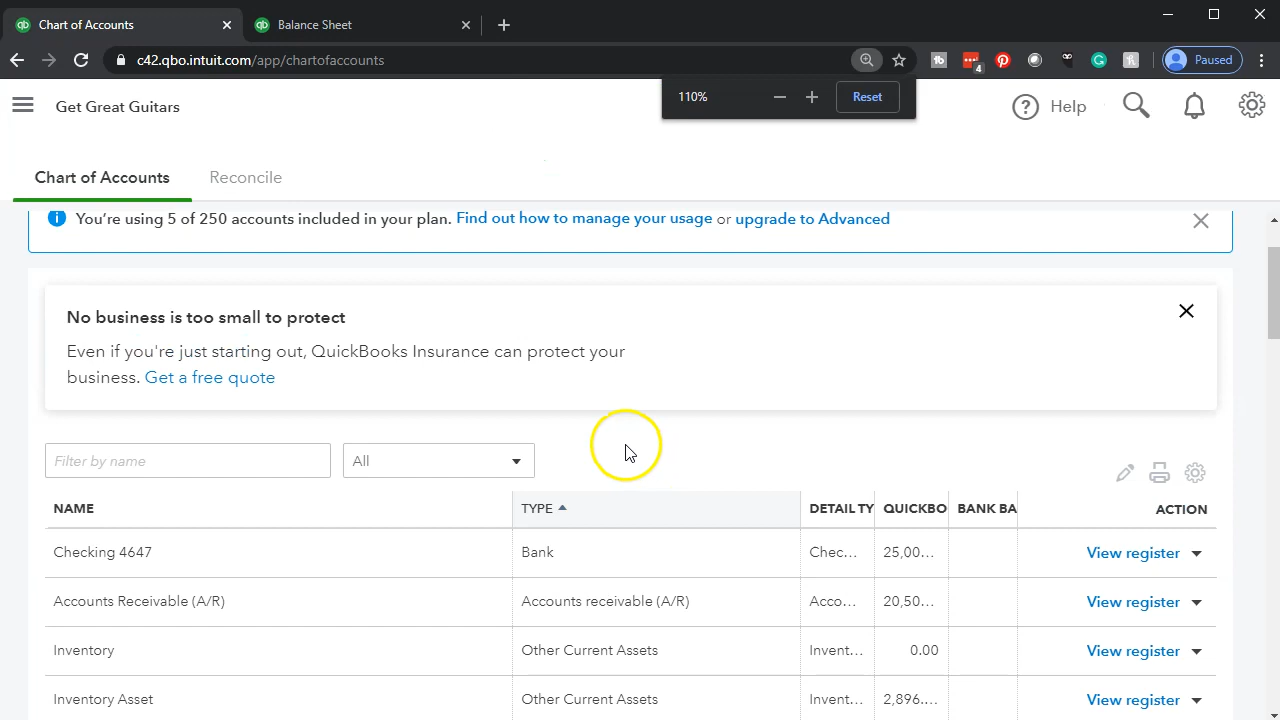 Chart of Accounts
Balance Sheet
c42.qbo.intuit.com/app/chartofaccounts
4
Paused
Get Great Guitars
110%
Reset
Help
Chart of Accounts
Reconcile
You're using 5 of 250 accounts included in your plan. Find out how to manage your usage or upgrade to Advanced
No business is too small to protect
Even if you're just starting out, QuickBooks Insurance can protect your
business. Get a free quote
Filter by name
All
NAME TYPE DETAIL TY QUICKBO BANK BA ACTION
Checking 4647 Bank Chec... 25,00... View register
Accounts Receivable (A/R) Accounts receivable (A/R) Acco... 20,50... View register
Inventory Other Current Assets Invent... 0.00 View register
Inventory Asset Other Current Assets Invent... 2,896.... View register